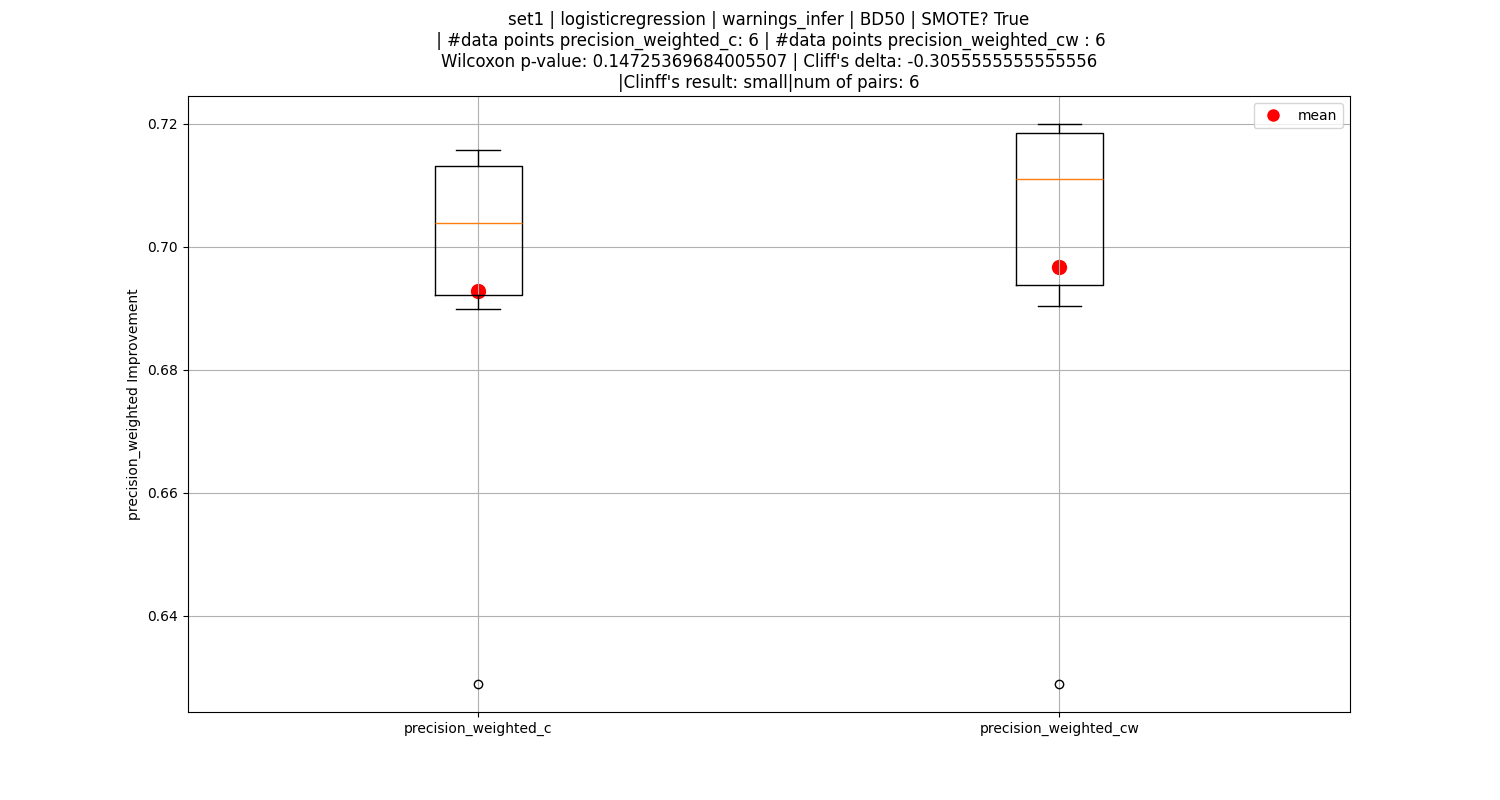 set1 | logisticregression | warnings_infer | BD50 | SMOTE? True
| #data points precision_weighted_c: 6 | #data points precision_weighted_cw : 6
Wilcoxon p-value: 0.14725369684005507 | Cliff's delta: -0.3055555555555556
|Clinff's result: small|num of pairs: 6
mean
0.72
0.70
0.68
0.66
0.64
precision_weighted Improvement
precision_weighted_c
precision_weighted_cw